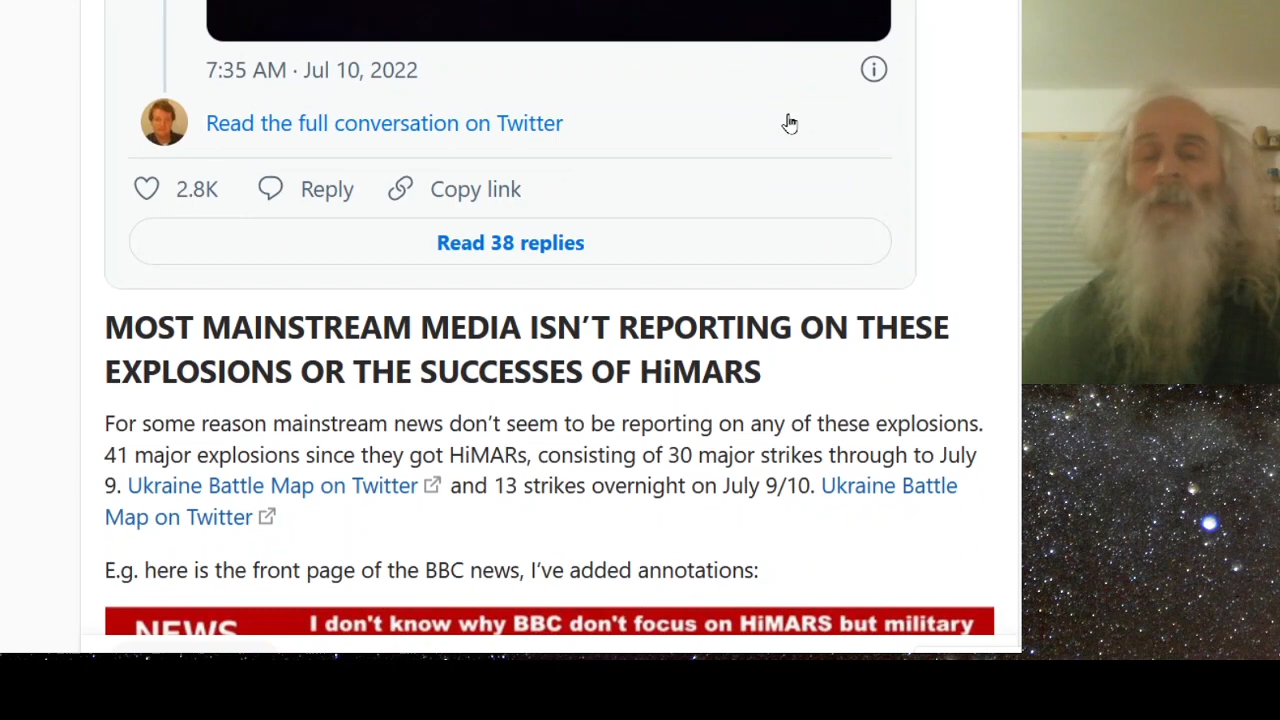 7:35 AM · Jul 10, 2022
Read the full conversation on Twitter
2.8K Reply Copy link
Read 38 replies
MOST MAINSTREAM MEDIA ISN’T REPORTING ON THESE
EXPLOSIONS OR THE SUCCESSES OF HiMARS
For some reason mainstream news don’t seem to be reporting on any of these explosions.
41 major explosions since they got HiMARs, consisting of 30 major strikes through to July
9. Ukraine Battle Map on Twitter and 13 strikes overnight on July 9/10. Ukraine Battle
Map on Twitter
E.g. here is the front page of the BBC news, I’ve added annotations:
NEWS I don't know why BBC don't focus on HiMARS but military